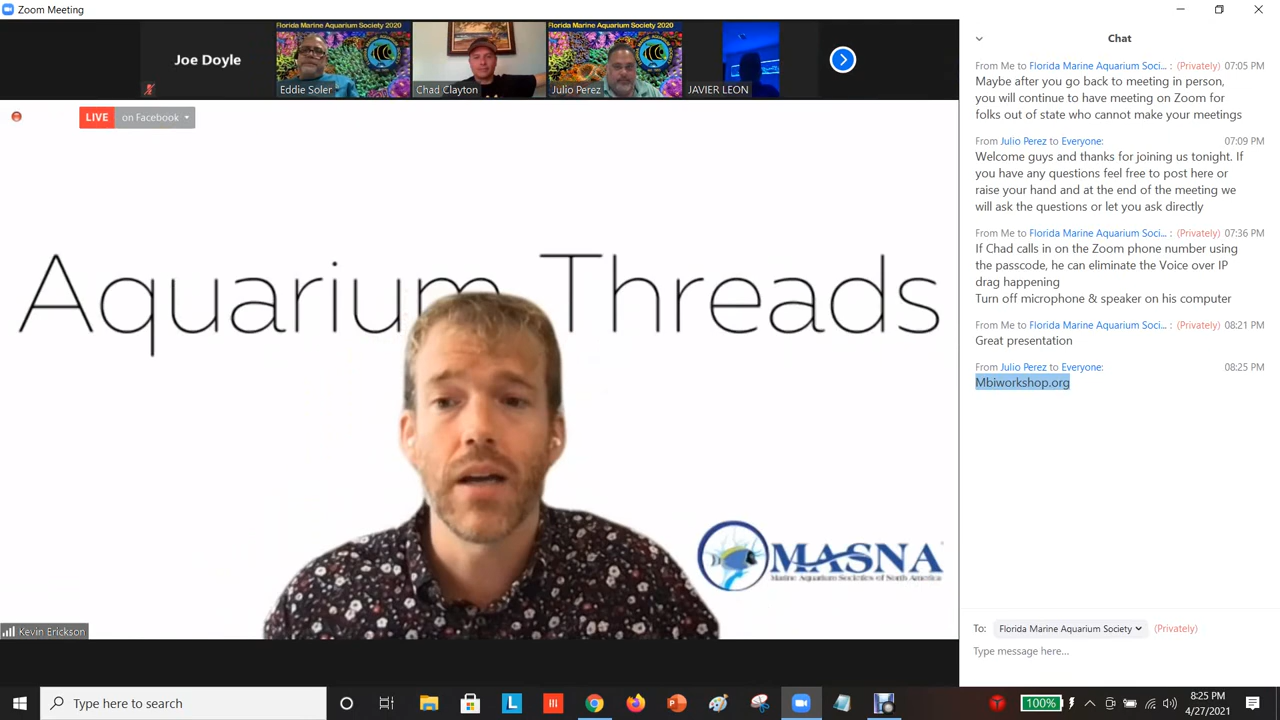 Zoom Meeting
Joe Doyle
Florida Marine Aquarium Society 2020
Eddie Soler
Chad Clayton
Florida Marine Aquarium Society 2020
Julio Perez
JAVIER LEON
LIVE on Facebook
Aquarium Threads
MASNA
Marine Aquarium Societies of North America
Kevin Erickson
Chat
From Me to Florida Marine Aquarium Soci... : (Privately) 07:05 PM
Maybe after you go back to meeting in person,
you will continue to have meeting on Zoom for
folks out of state who cannot make your meetings
From Julio Perez to Everyone: 07:09 PM
Welcome guys and thanks for joining us tonight. If
you have any questions feel free to post here or
raise your hand and at the end of the meeting we
will ask the questions or let you ask directly
From Me to Florida Marine Aquarium Soci... : (Privately) 07:36 PM
If Chad calls in on the Zoom phone number using
the passcode, he can eliminate the Voice over IP
drag happening
Turn off microphone & speaker on his computer
From Me to Florida Marine Aquarium Soci... : (Privately) 08:21 PM
Great presentation
From Julio Perez to Everyone: 08:25 PM
Mbiworkshop.org
To: Florida Marine Aquarium Society (Privately)
Type message here...
Type here to search
L
100%
8:25 PM
4/27/2021